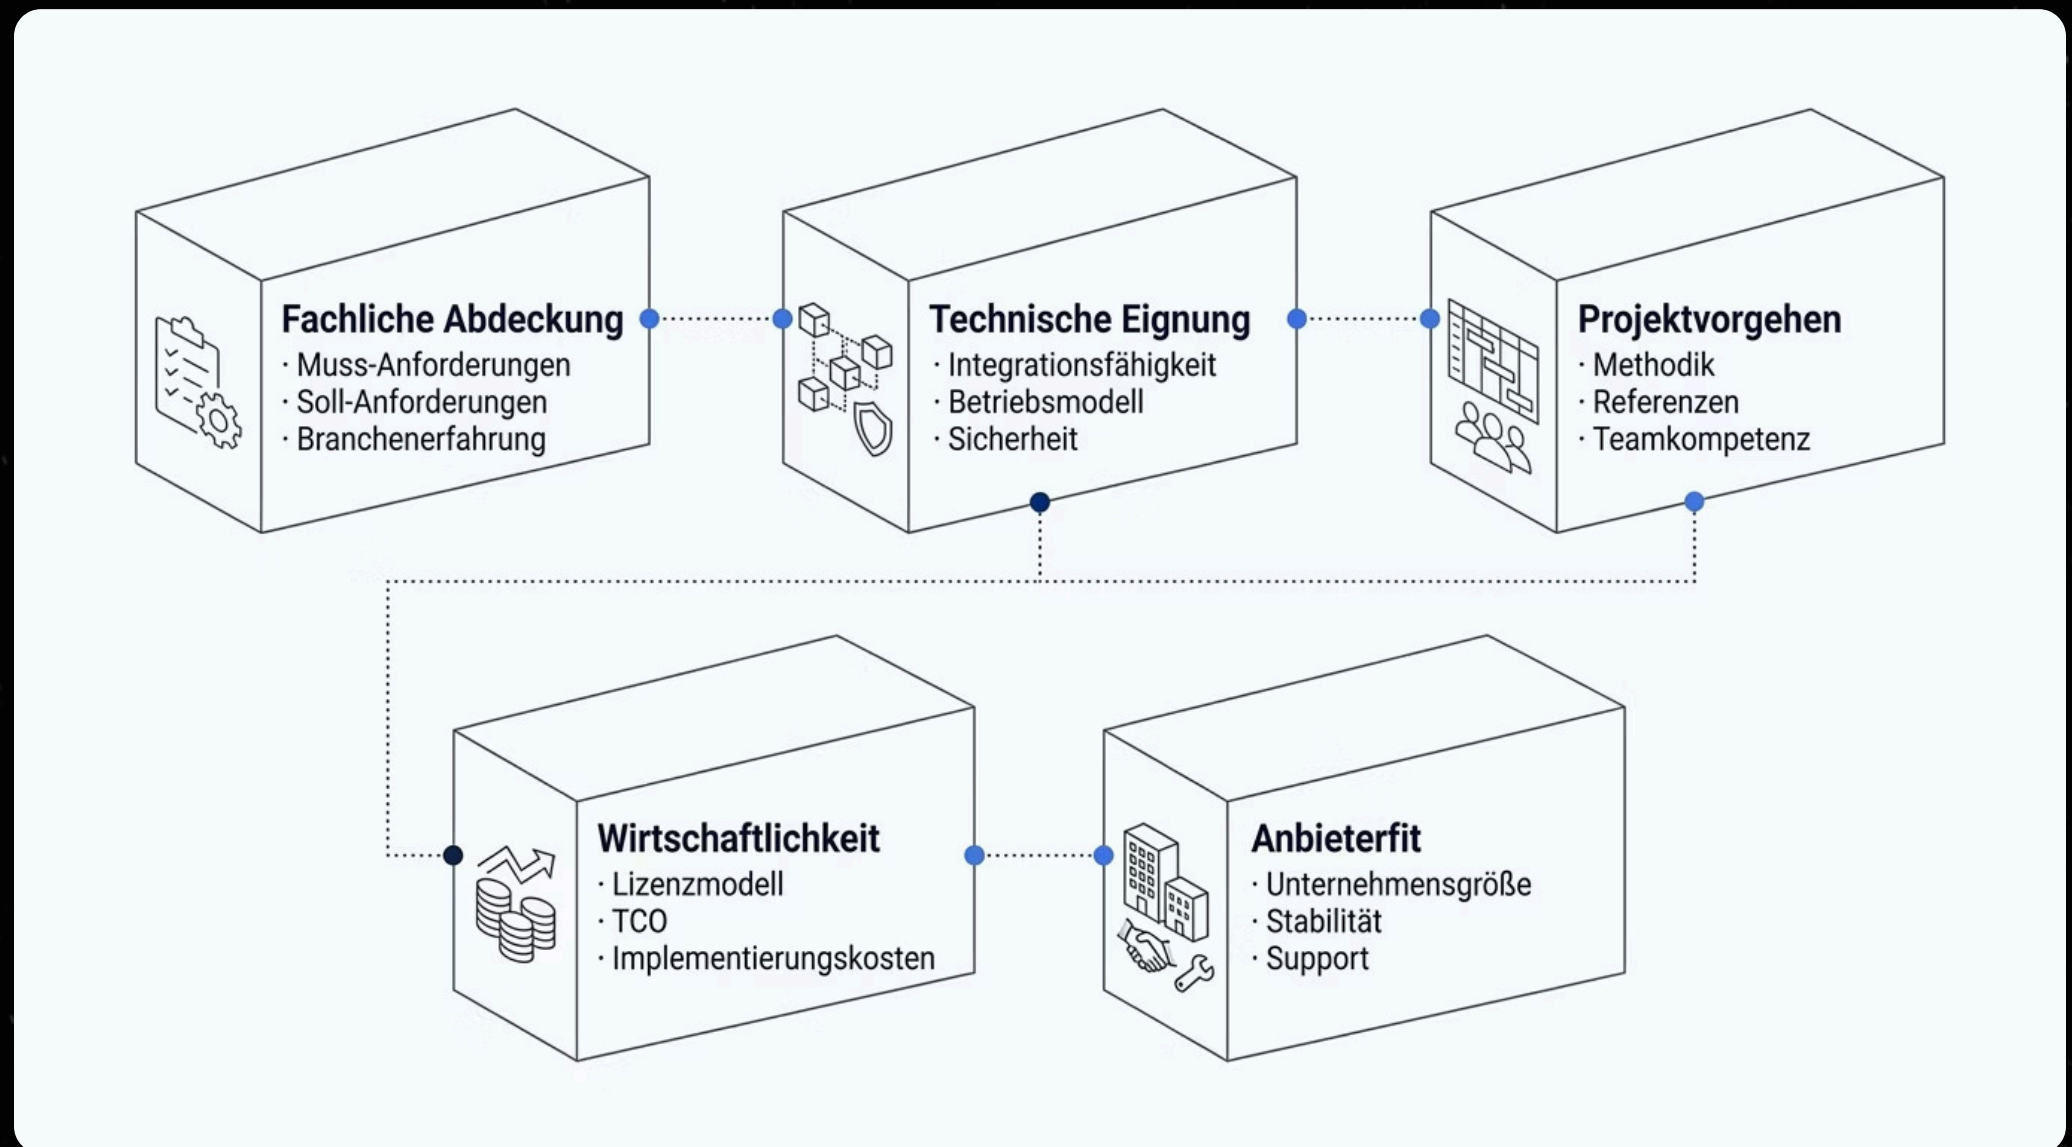 Fachliche Abdeckung
· Muss-Anforderungen
· Soll-Anforderungen
· Branchenerfahrung
Technische Eignung
· Integrationsfähigkeit
· Betriebsmodell
· Sicherheit
Projektvorgehen
· Methodik
· Referenzen
· Teamkompetenz
Wirtschaftlichkeit
· Lizenzmodell
· TCO
· Implementierungskosten
Anbieterfit
· Unternehmensgröße
· Stabilität
· Support